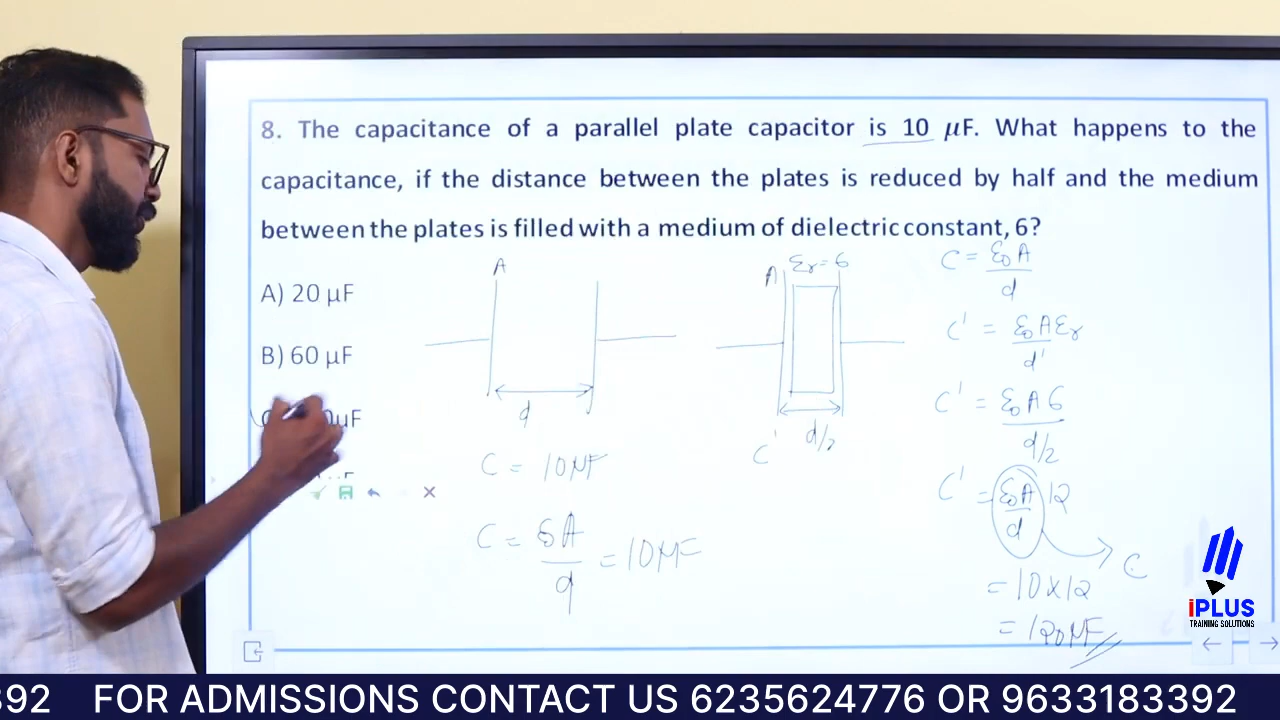 8. The capacitance of a parallel plate capacitor is 10 µF. What happens to the
capacitance, if the distance between the plates is reduced by half and the medium
between the plates is filled with a medium of dielectric constant, 6?
A) 20 µF
B) 60 µF
µF
A
d
C = 10µF
C = ε₀A/d = 10µF
A εr = 6
d/2
C'
C = ε₀A/d
C' = ε₀Aεr/d'
C' = ε₀A6/d/2
C' = ε₀A/d 12
C
= 10 x 12
= 120µF
iPLUS
TRAINING SOLUTIONS
392 FOR ADMISSIONS CONTACT US 6235624776 OR 9633183392